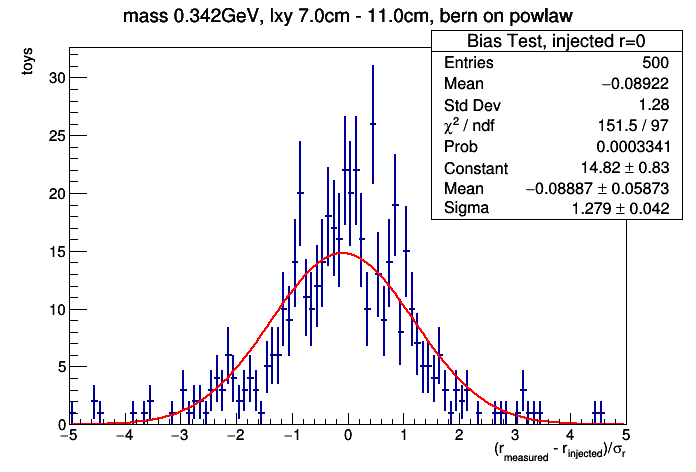 mass 0.342GeV, lxy 7.0cm - 11.0cm, bern on powlaw
Bias Test, injected r=0
Entries 500
Mean −0.08922
Std Dev 1.28
χ² / ndf 151.5 / 97
Prob 0.0003341
Constant 14.82 ± 0.83
Mean −0.08887 ± 0.05873
Sigma 1.279 ± 0.042
toys
30
25
20
15
10
5
0
−5 −4 −3 −2 −1 0 1 2 3 4 5
(r_measured - r_injected)/σ_r